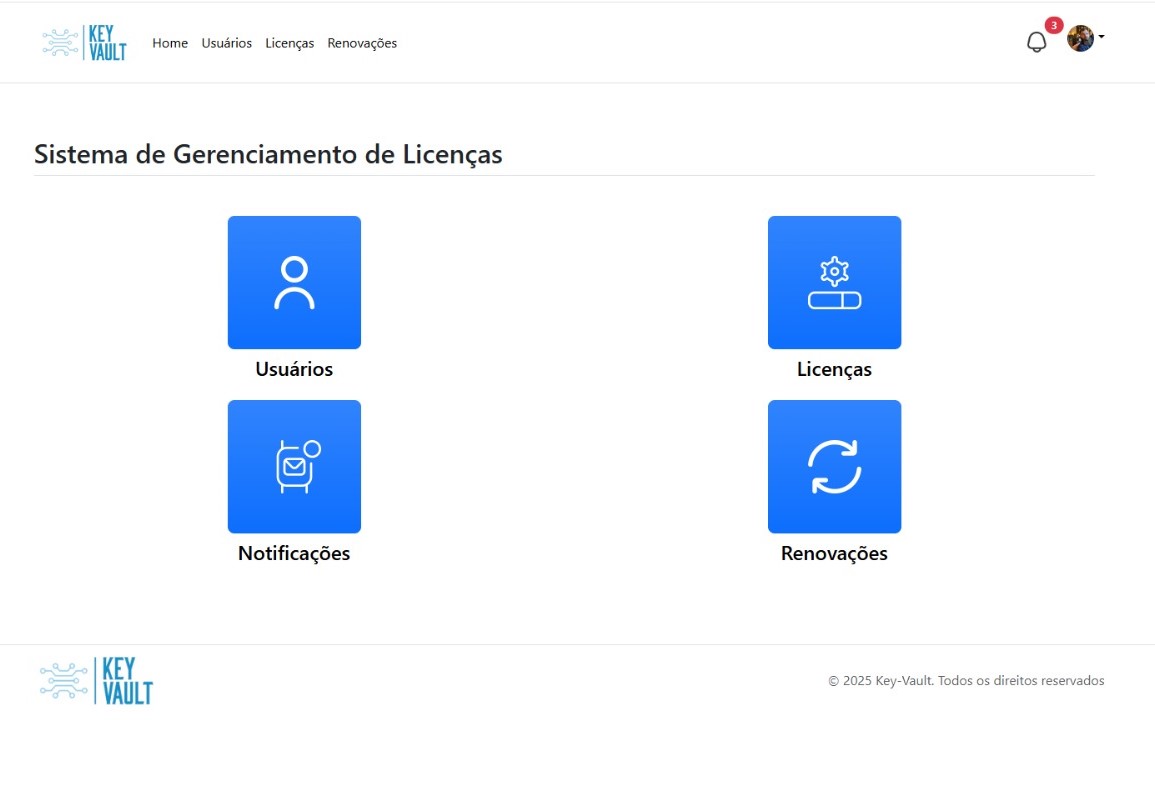 KEY
VAULT
Home Usuários Licenças Renovações
3
Sistema de Gerenciamento de Licenças
Usuários
Licenças
Notificações
Renovações
KEY
VAULT
© 2025 Key-Vault. Todos os direitos reservados